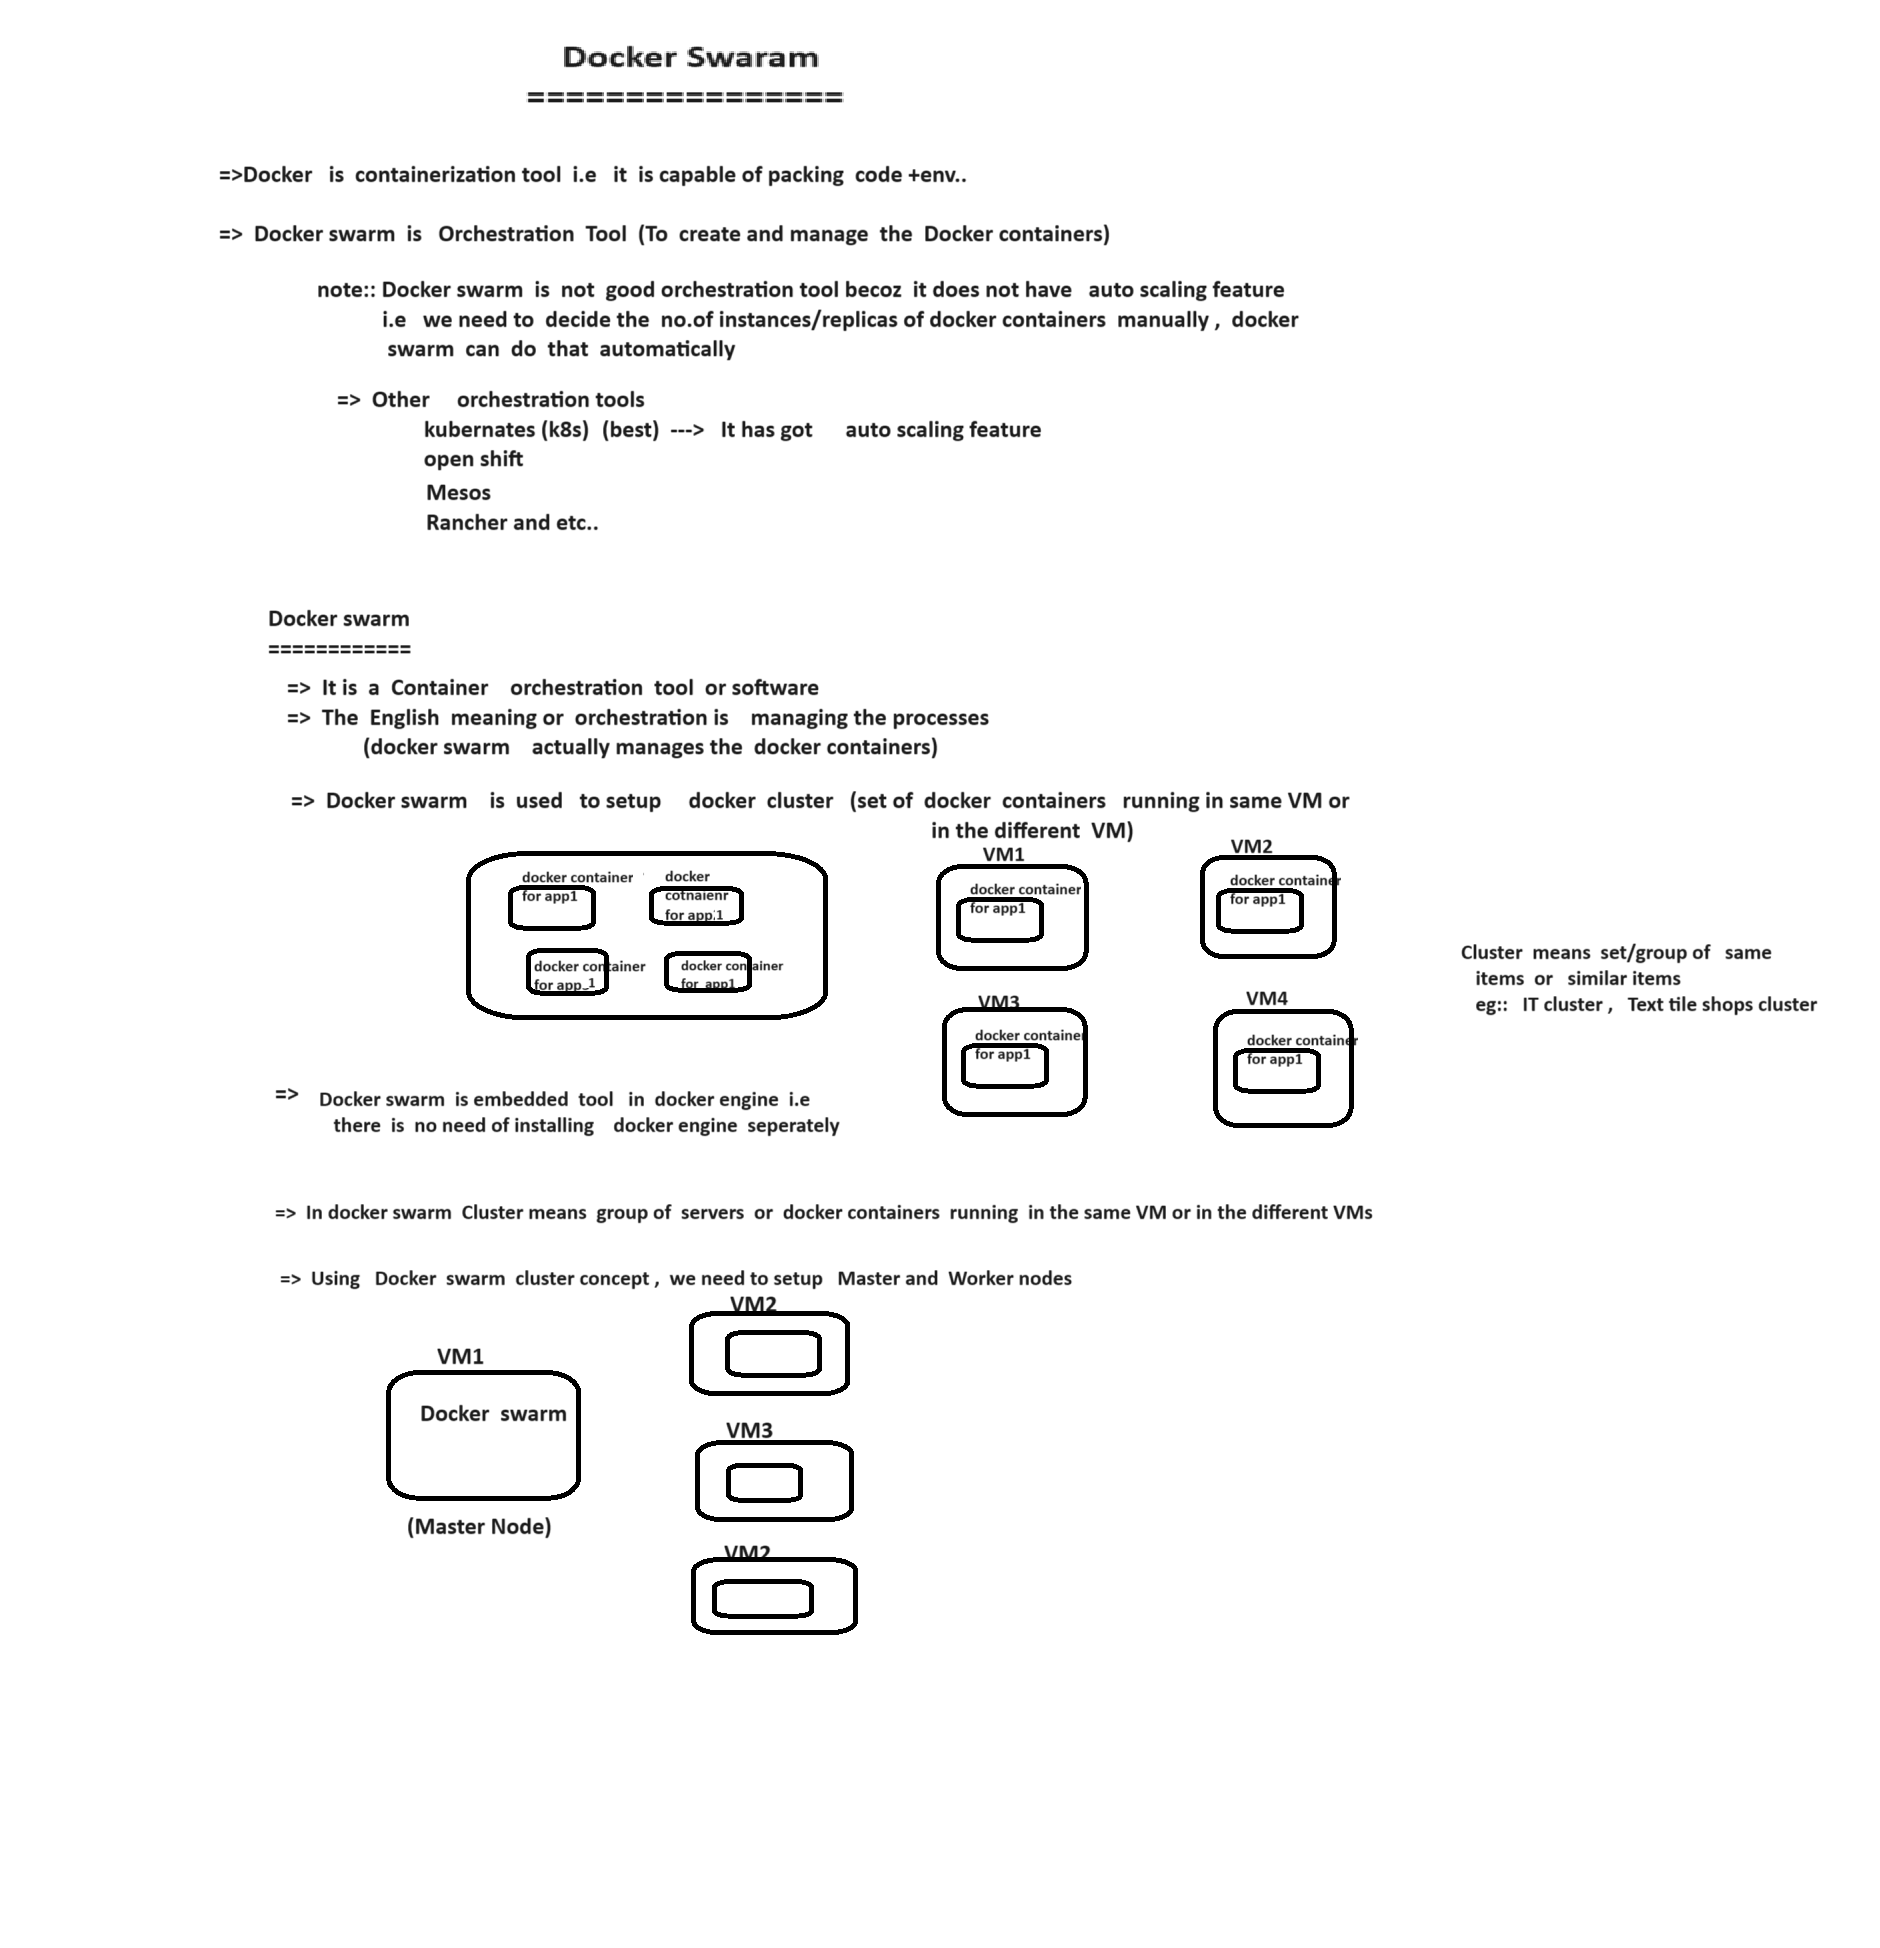 Docker Swaram
================
=>Docker is containerization tool i.e it is capable of packing code +env..
=> Docker swarm is Orchestration Tool (To create and manage the Docker containers)
note:: Docker swarm is not good orchestration tool becoz it does not have auto scaling feature
i.e we need to decide the no.of instances/replicas of docker containers manually , docker
swarm can do that automatically
=> Other orchestration tools
kubernates (k8s) (best) ---> It has got auto scaling feature
open shift
Mesos
Rancher and etc..
Docker swarm
============
=> It is a Container orchestration tool or software
=> The English meaning or orchestration is managing the processes
(docker swarm actually manages the docker containers)
=> Docker swarm is used to setup docker cluster (set of docker containers running in same VM or
in the different VM)
docker container
for app1
docker
cotnaienr
for app1
docker container
for app_1
docker container
for app1
VM1
docker container
for app1
VM2
docker container
for app1
VM3
docker container
for app1
VM4
docker container
for app1
Cluster means set/group of same
items or similar items
eg:: IT cluster , Text tile shops cluster
=> Docker swarm is embedded tool in docker engine i.e
there is no need of installing docker engine seperately
=> In docker swarm Cluster means group of servers or docker containers running in the same VM or in the different VMs
=> Using Docker swarm cluster concept , we need to setup Master and Worker nodes
VM1
Docker swarm
(Master Node)
VM2
VM3
VM2